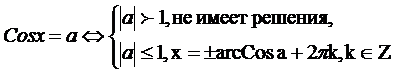 Cosx = a ⇔ { |a| ≻ 1, не имеет решения,
|a| ≤ 1, x = ±arcCos a + 2πk, k ∈ Z